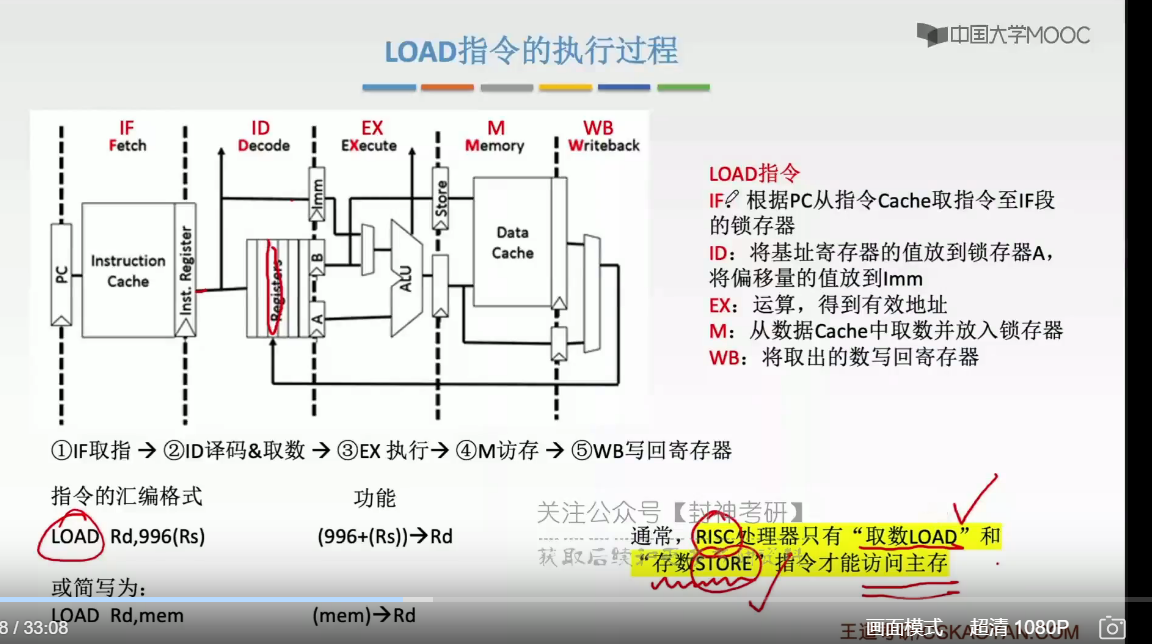 中国大学MOOC
LOAD指令的执行过程
IF ID EX M WB
Fetch Decode EXecute Memory Writeback
PC
Instruction Cache
Inst. Register
Registers
Imm
B
A
ALU
Store
Data Cache
LOAD指令
IF：根据PC从指令Cache取指令至IF段
的锁存器
ID：将基址寄存器的值放到锁存器A，
将偏移量的值放到Imm
EX：运算，得到有效地址
M：从数据Cache中取数并放入锁存器
WB：将取出的数写回寄存器
①IF取指 → ②ID译码&取数 → ③EX 执行→ ④M访存 → ⑤WB写回寄存器
指令的汇编格式 功能
LOAD Rd,996(Rs) (996+(Rs))→Rd
或简写为：
LOAD Rd,mem (mem)→Rd
关注公众号【封神考研】
通常，RISC处理器只有“取数LOAD”和
“存数STORE”指令才能访问主存
8 / 33:08
画面模式 超清 1080P